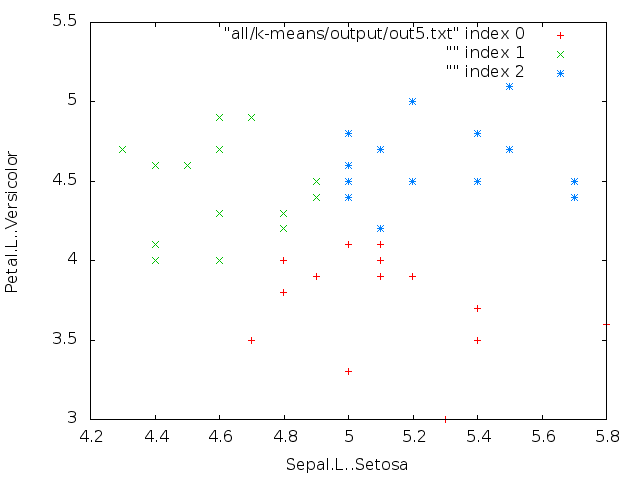 "all/k-means/output/out5.txt" index 0
"" index 1
"" index 2
5.5
5
4.5
4
3.5
3
4.2 4.4 4.6 4.8 5 5.2 5.4 5.6 5.8
Petal.L..Versicolor
Sepal.L..Setosa